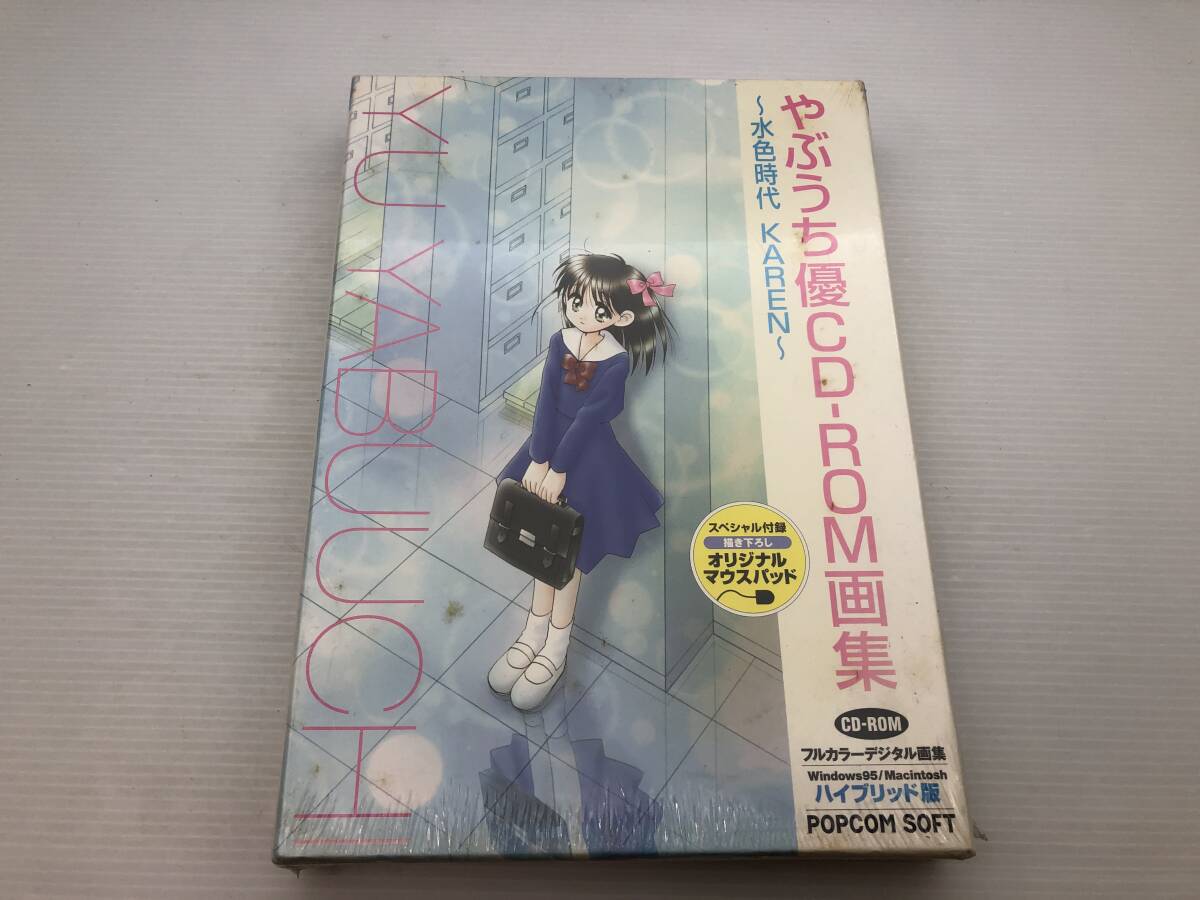 やぶうち優CD-ROM画集
～水色時代 KAREN～
YU YABUUCHI
スペシャル付録
描き下ろし
オリジナル
マウスパッド
CD-ROM
フルカラーデジタル画集
Windows95/Macintosh
ハイブリッド版
POPCOM SOFT